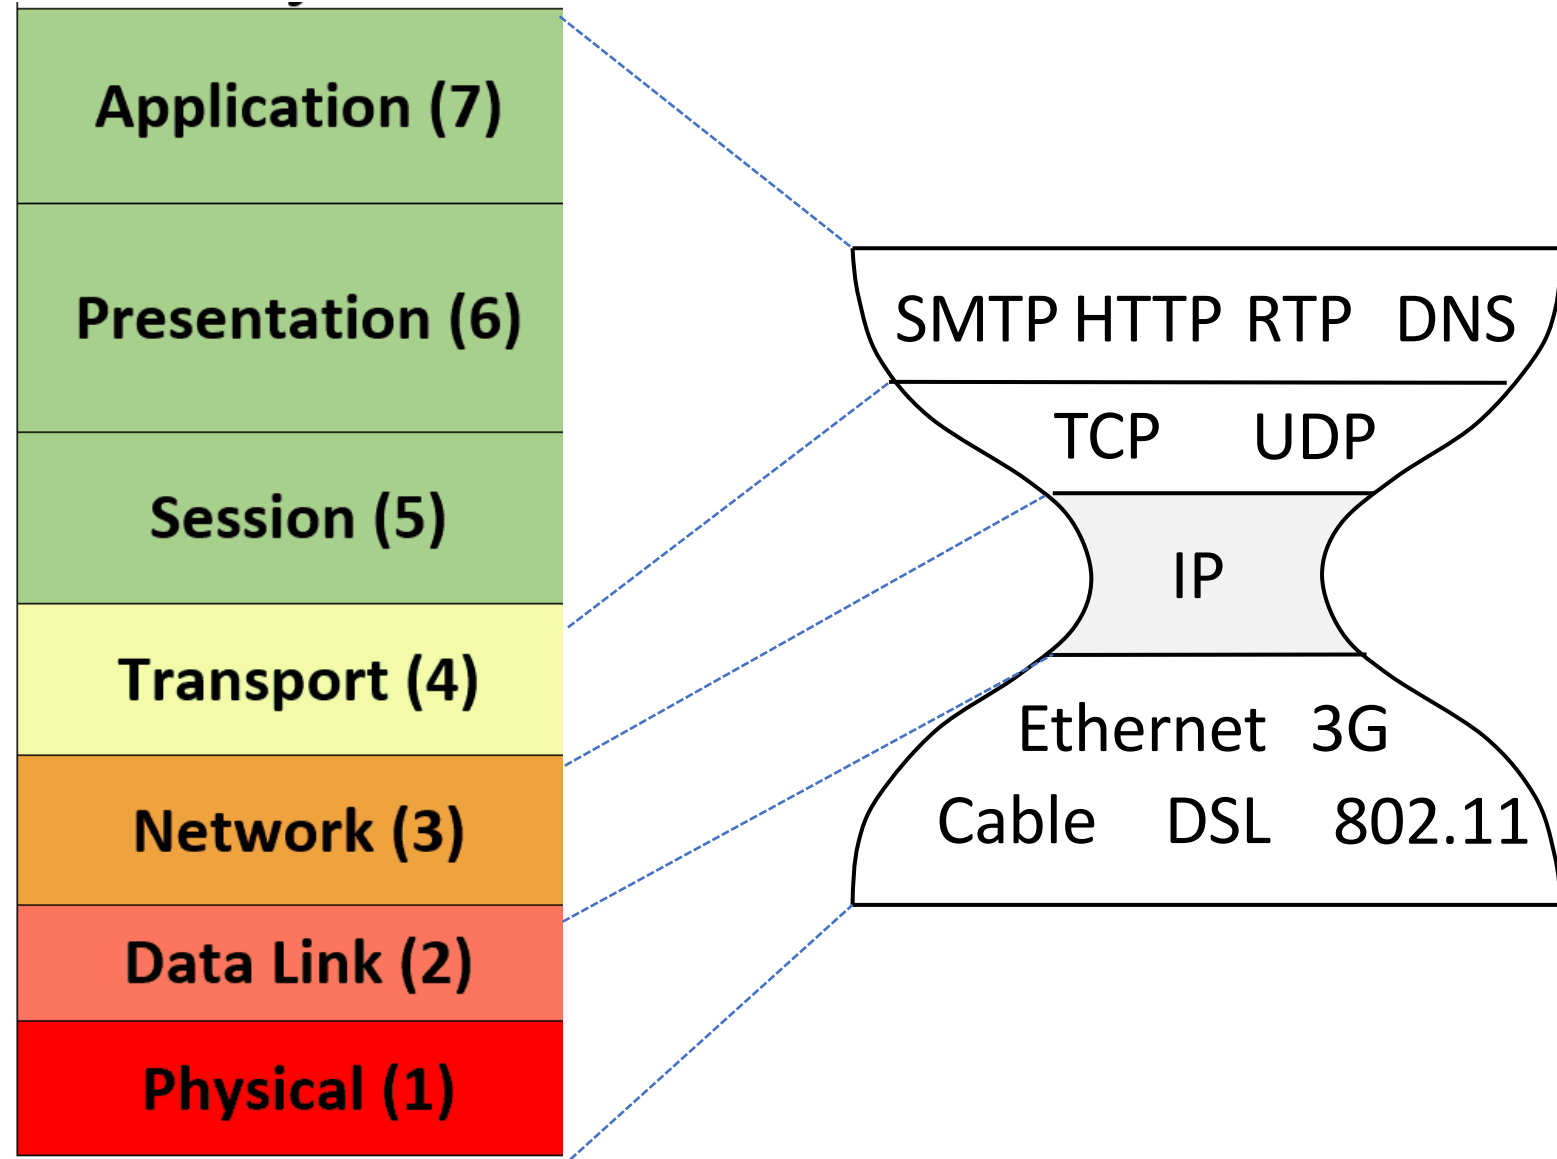 Application (7)
Presentation (6)
Session (5)
Transport (4)
Network (3)
Data Link (2)
Physical (1)
SMTP HTTP RTP DNS
TCP UDP
IP
Ethernet 3G
Cable DSL 802.11